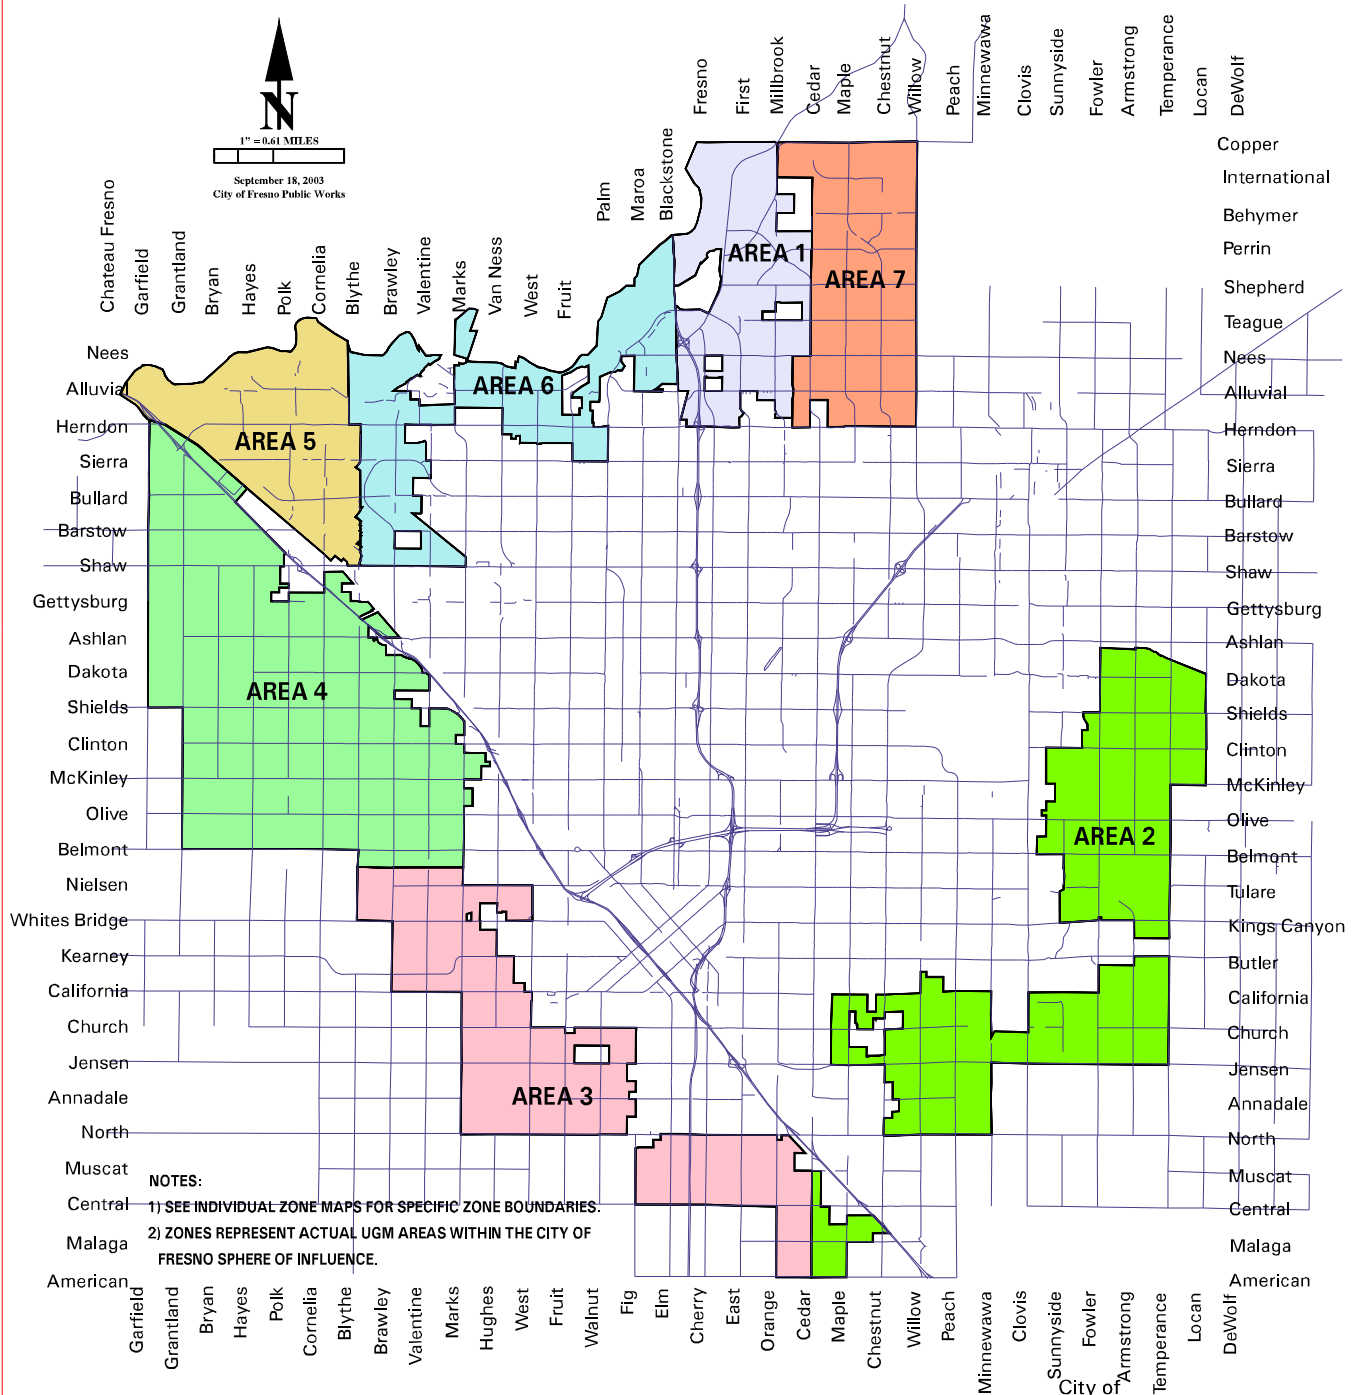 N
1" = 0.61 MILES
September 18, 2003
City of Fresno Public Works
Chateau Fresno
Garfield
Grantland
Bryan
Hayes
Polk
Cornelia
Blythe
Brawley
Valentine
Marks
Van Ness
West
Fruit
Palm
Maroa
Blackstone
Fresno
First
Millbrook
Cedar
Maple
Chestnut
Willow
Peach
Minnewawa
Clovis
Sunnyside
Fowler
Armstrong
Temperance
Locan
DeWolf
Copper
International
Behymer
Perrin
Shepherd
Teague
Nees
Alluvial
Herndon
Sierra
Bullard
Barstow
Shaw
Gettysburg
Ashlan
Dakota
Shields
Clinton
McKinley
Olive
Belmont
Tulare
Kings Canyon
Butler
California
Church
Jensen
Annadale
North
Muscat
Central
Malaga
American
Nees
Alluvial
Herndon
Sierra
Bullard
Barstow
Shaw
Gettysburg
Ashlan
Dakota
Shields
Clinton
McKinley
Olive
Belmont
Nielsen
Whites Bridge
Kearney
California
Church
Jensen
Annadale
North
Muscat
Central
Malaga
American
AREA 1
AREA 7
AREA 6
AREA 5
AREA 4
AREA 2
AREA 3
NOTES:
1) SEE INDIVIDUAL ZONE MAPS FOR SPECIFIC ZONE BOUNDARIES.
2) ZONES REPRESENT ACTUAL UGM AREAS WITHIN THE CITY OF
FRESNO SPHERE OF INFLUENCE.
Garfield
Grantland
Bryan
Hayes
Polk
Cornelia
Blythe
Brawley
Valentine
Marks
Hughes
West
Fruit
Walnut
Fig
Elm
Cherry
East
Orange
Cedar
Maple
Chestnut
Willow
Peach
Minnewawa
Clovis
Sunnyside
Fowler
Armstrong
Temperance
Locan
DeWolf
City of